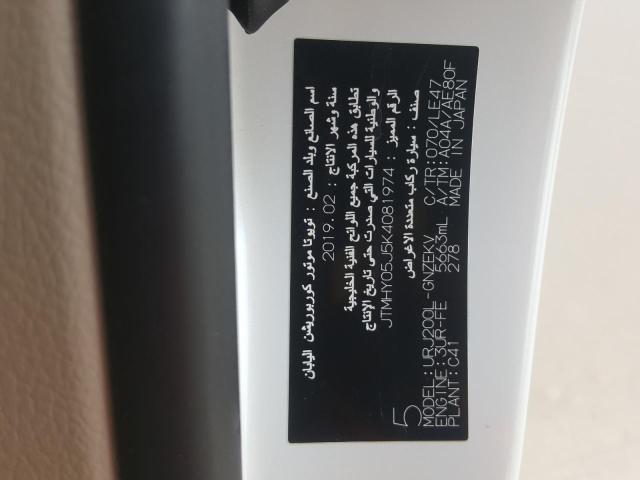 اسم الصانع وبلد الصنع : تويوتا موتور كوربوريشن اليابان
سنة وشهر الإنتاج : 2019.02
تطابق هذه المركبة جميع اللوائح الفنية الخليجية
والوطنية للسيارات التي صدرت حتى تاريخ الإنتاج
الرقم المميز : JTMHY05J5K4081974
صنف : سيارة ركاب متعددة الاغراض
5
MODEL:URJ200L-GNZEKV C/TR:070/LE47
ENGINE:3UR-FE 5663mL A/TM:A04A/AE80F
PLANT:C41 278 MADE IN JAPAN